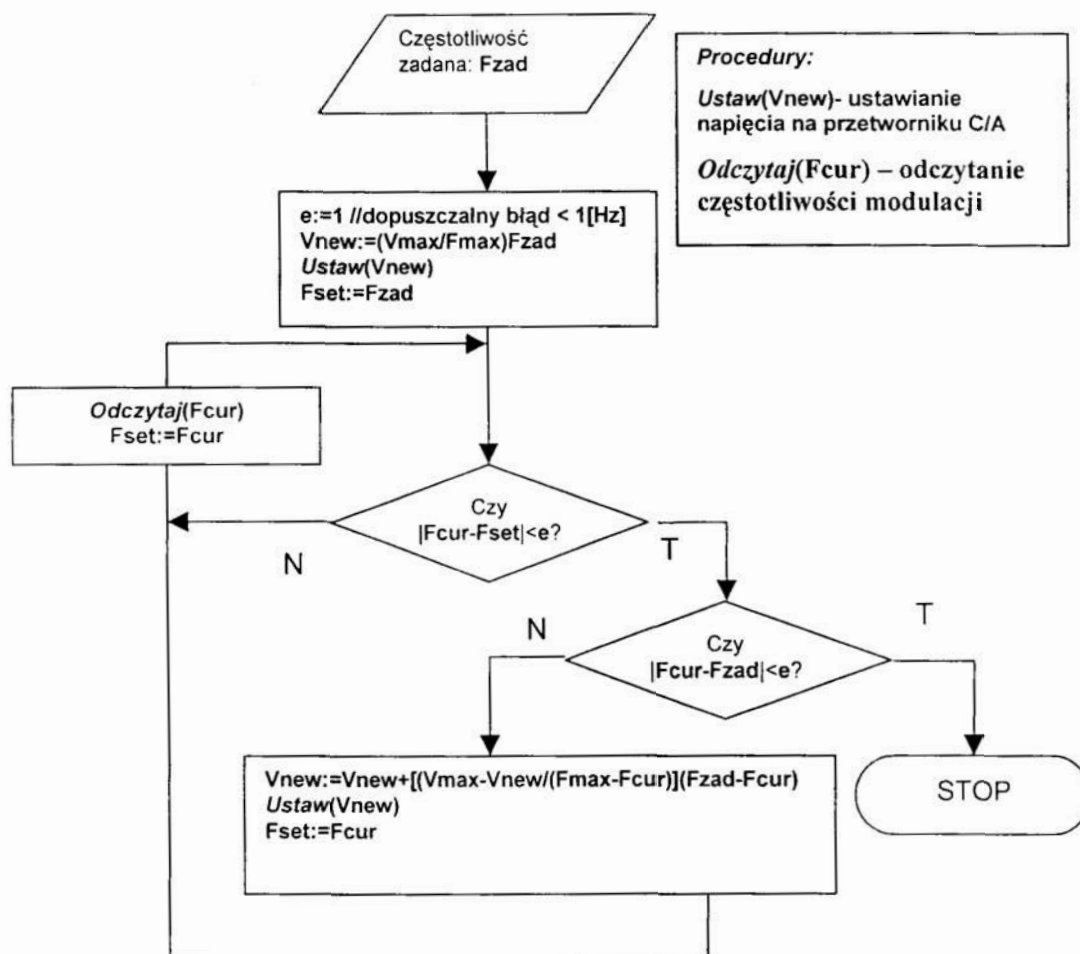 Częstotliwość
zadana: Fzad
Procedury:
Ustaw(Vnew)- ustawianie
napięcia na przetworniku C/A
Odczytaj(Fcur) – odczytanie
częstotliwości modulacji
e:=1 //dopuszczalny błąd < 1[Hz]
Vnew:=(Vmax/Fmax)Fzad
Ustaw(Vnew)
Fset:=Fzad
Odczytaj(Fcur)
Fset:=Fcur
Czy
|Fcur-Fset|<e?
N
T
Czy
|Fcur-Fzad|<e?
N
T
Vnew:=Vnew+[(Vmax-Vnew/(Fmax-Fcur)](Fzad-Fcur)
Ustaw(Vnew)
Fset:=Fcur
STOP